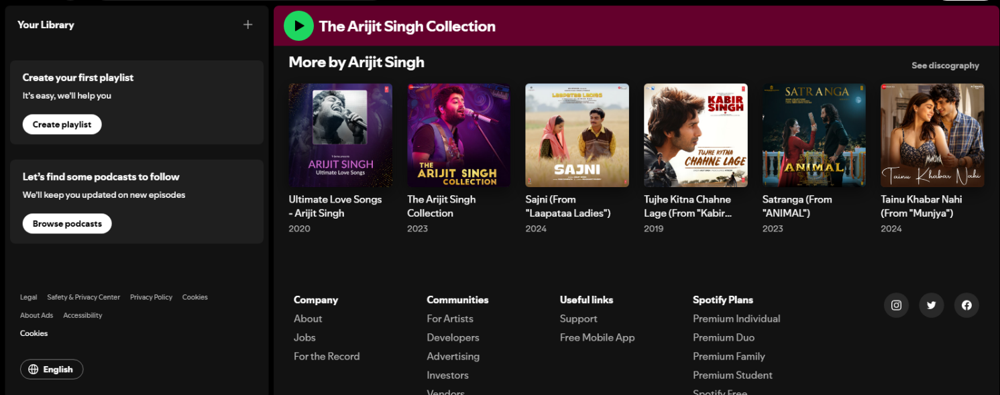 Your Library
Create your first playlist
It's easy, we'll help you
Create playlist
Let's find some podcasts to follow
We'll keep you updated on new episodes
Browse podcasts
Legal Safety & Privacy Center Privacy Policy Cookies
About Ads Accessibility
Cookies
English
The Arijit Singh Collection
More by Arijit Singh
See discography
ARIJIT SINGH
Ultimate Love Songs
Ultimate Love Songs
- Arijit Singh
2020
THE
ARIJIT SINGH
COLLECTION
The Arijit Singh
Collection
2023
LAAPATAA LADIES
SAJNI
Sajni (From
"Laapataa Ladies")
2024
KABIR
SINGH
TUJHE KITNA
CHAHNE LAGE
Tujhe Kitna Chahne
Lage (From "Kabir...
2019
SATRANGA
ANIMAL
Satranga (From
"ANIMAL")
2023
MUNJYA
Tainu Khabar Nahi
Tainu Khabar Nahi
(From "Munjya")
2024
Company
About
Jobs
For the Record
Communities
For Artists
Developers
Advertising
Investors
Vendors
Useful links
Support
Free Mobile App
Spotify Plans
Premium Individual
Premium Duo
Premium Family
Premium Student
Spotify Free